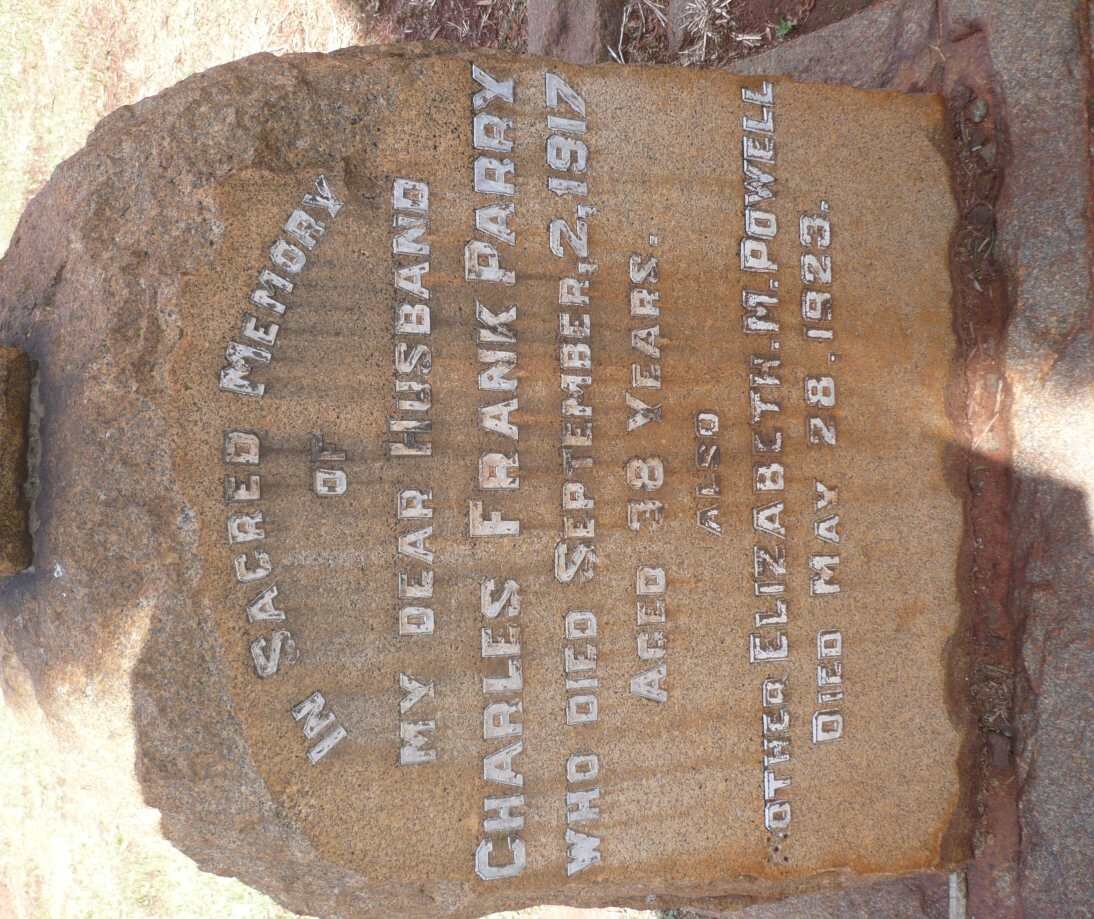 IN SACRED MEMORY
OF
MY DEAR HUSBAND
CHARLES FRANK PARRY
WHO DIED SEPTEMBER,2,1917
AGED 38 YEARS.
ALSO
OTHER ELIZABETH.M.POWELL
DIED MAY 28.1923.